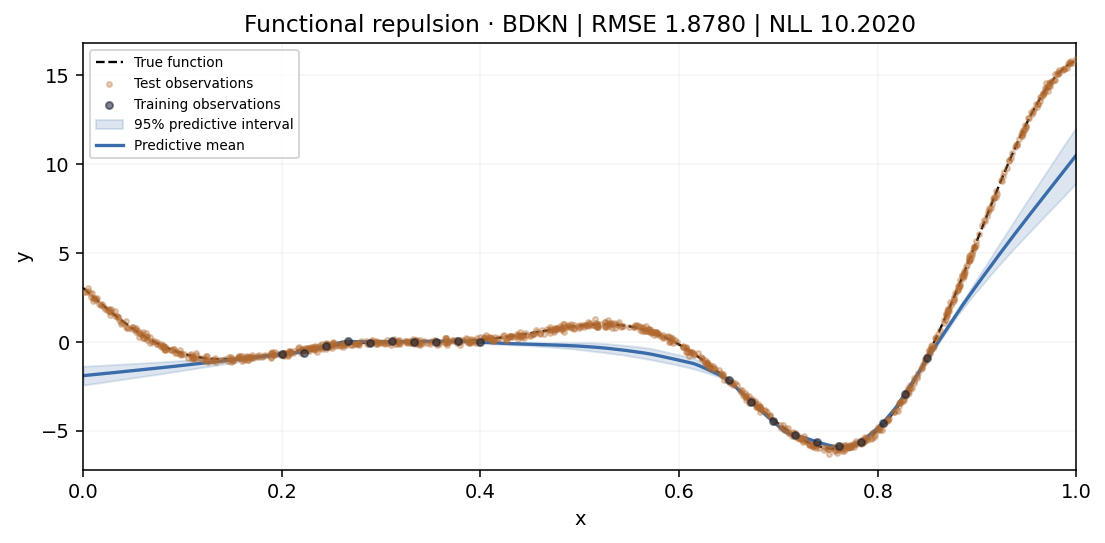 Functional repulsion · BDKN | RMSE 1.8780 | NLL 10.2020
True function
Test observations
Training observations
95% predictive interval
Predictive mean
15
10
5
0
−5
y
0.0 0.2 0.4 0.6 0.8 1.0
x